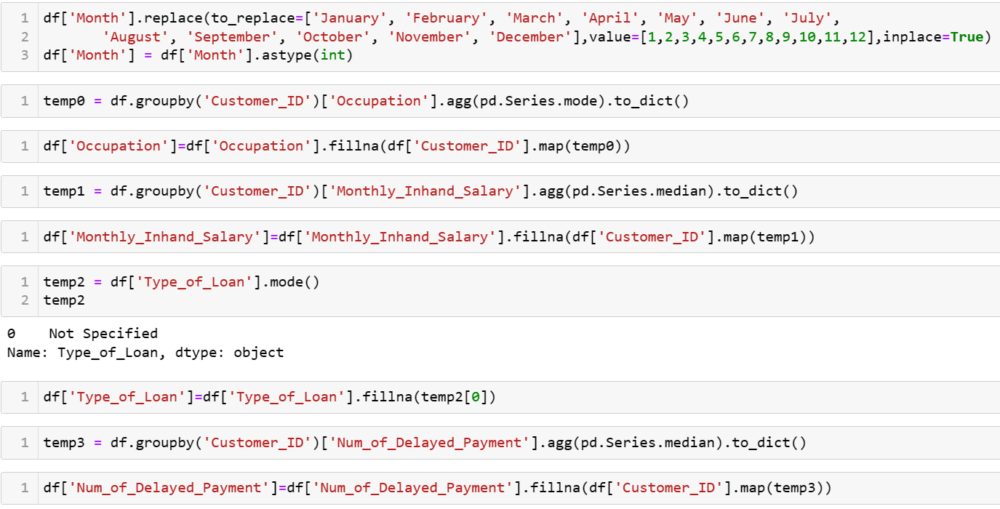 1 df['Month'].replace(to_replace=['January', 'February', 'March', 'April', 'May', 'June', 'July',
2 'August', 'September', 'October', 'November', 'December'],value=[1,2,3,4,5,6,7,8,9,10,11,12],inplace=True)
3 df['Month'] = df['Month'].astype(int)
1 temp0 = df.groupby('Customer_ID')['Occupation'].agg(pd.Series.mode).to_dict()
1 df['Occupation']=df['Occupation'].fillna(df['Customer_ID'].map(temp0))
1 temp1 = df.groupby('Customer_ID')['Monthly_Inhand_Salary'].agg(pd.Series.median).to_dict()
1 df['Monthly_Inhand_Salary']=df['Monthly_Inhand_Salary'].fillna(df['Customer_ID'].map(temp1))
1 temp2 = df['Type_of_Loan'].mode()
2 temp2
0    Not Specified
Name: Type_of_Loan, dtype: object
1 df['Type_of_Loan']=df['Type_of_Loan'].fillna(temp2[0])
1 temp3 = df.groupby('Customer_ID')['Num_of_Delayed_Payment'].agg(pd.Series.median).to_dict()
1 df['Num_of_Delayed_Payment']=df['Num_of_Delayed_Payment'].fillna(df['Customer_ID'].map(temp3))